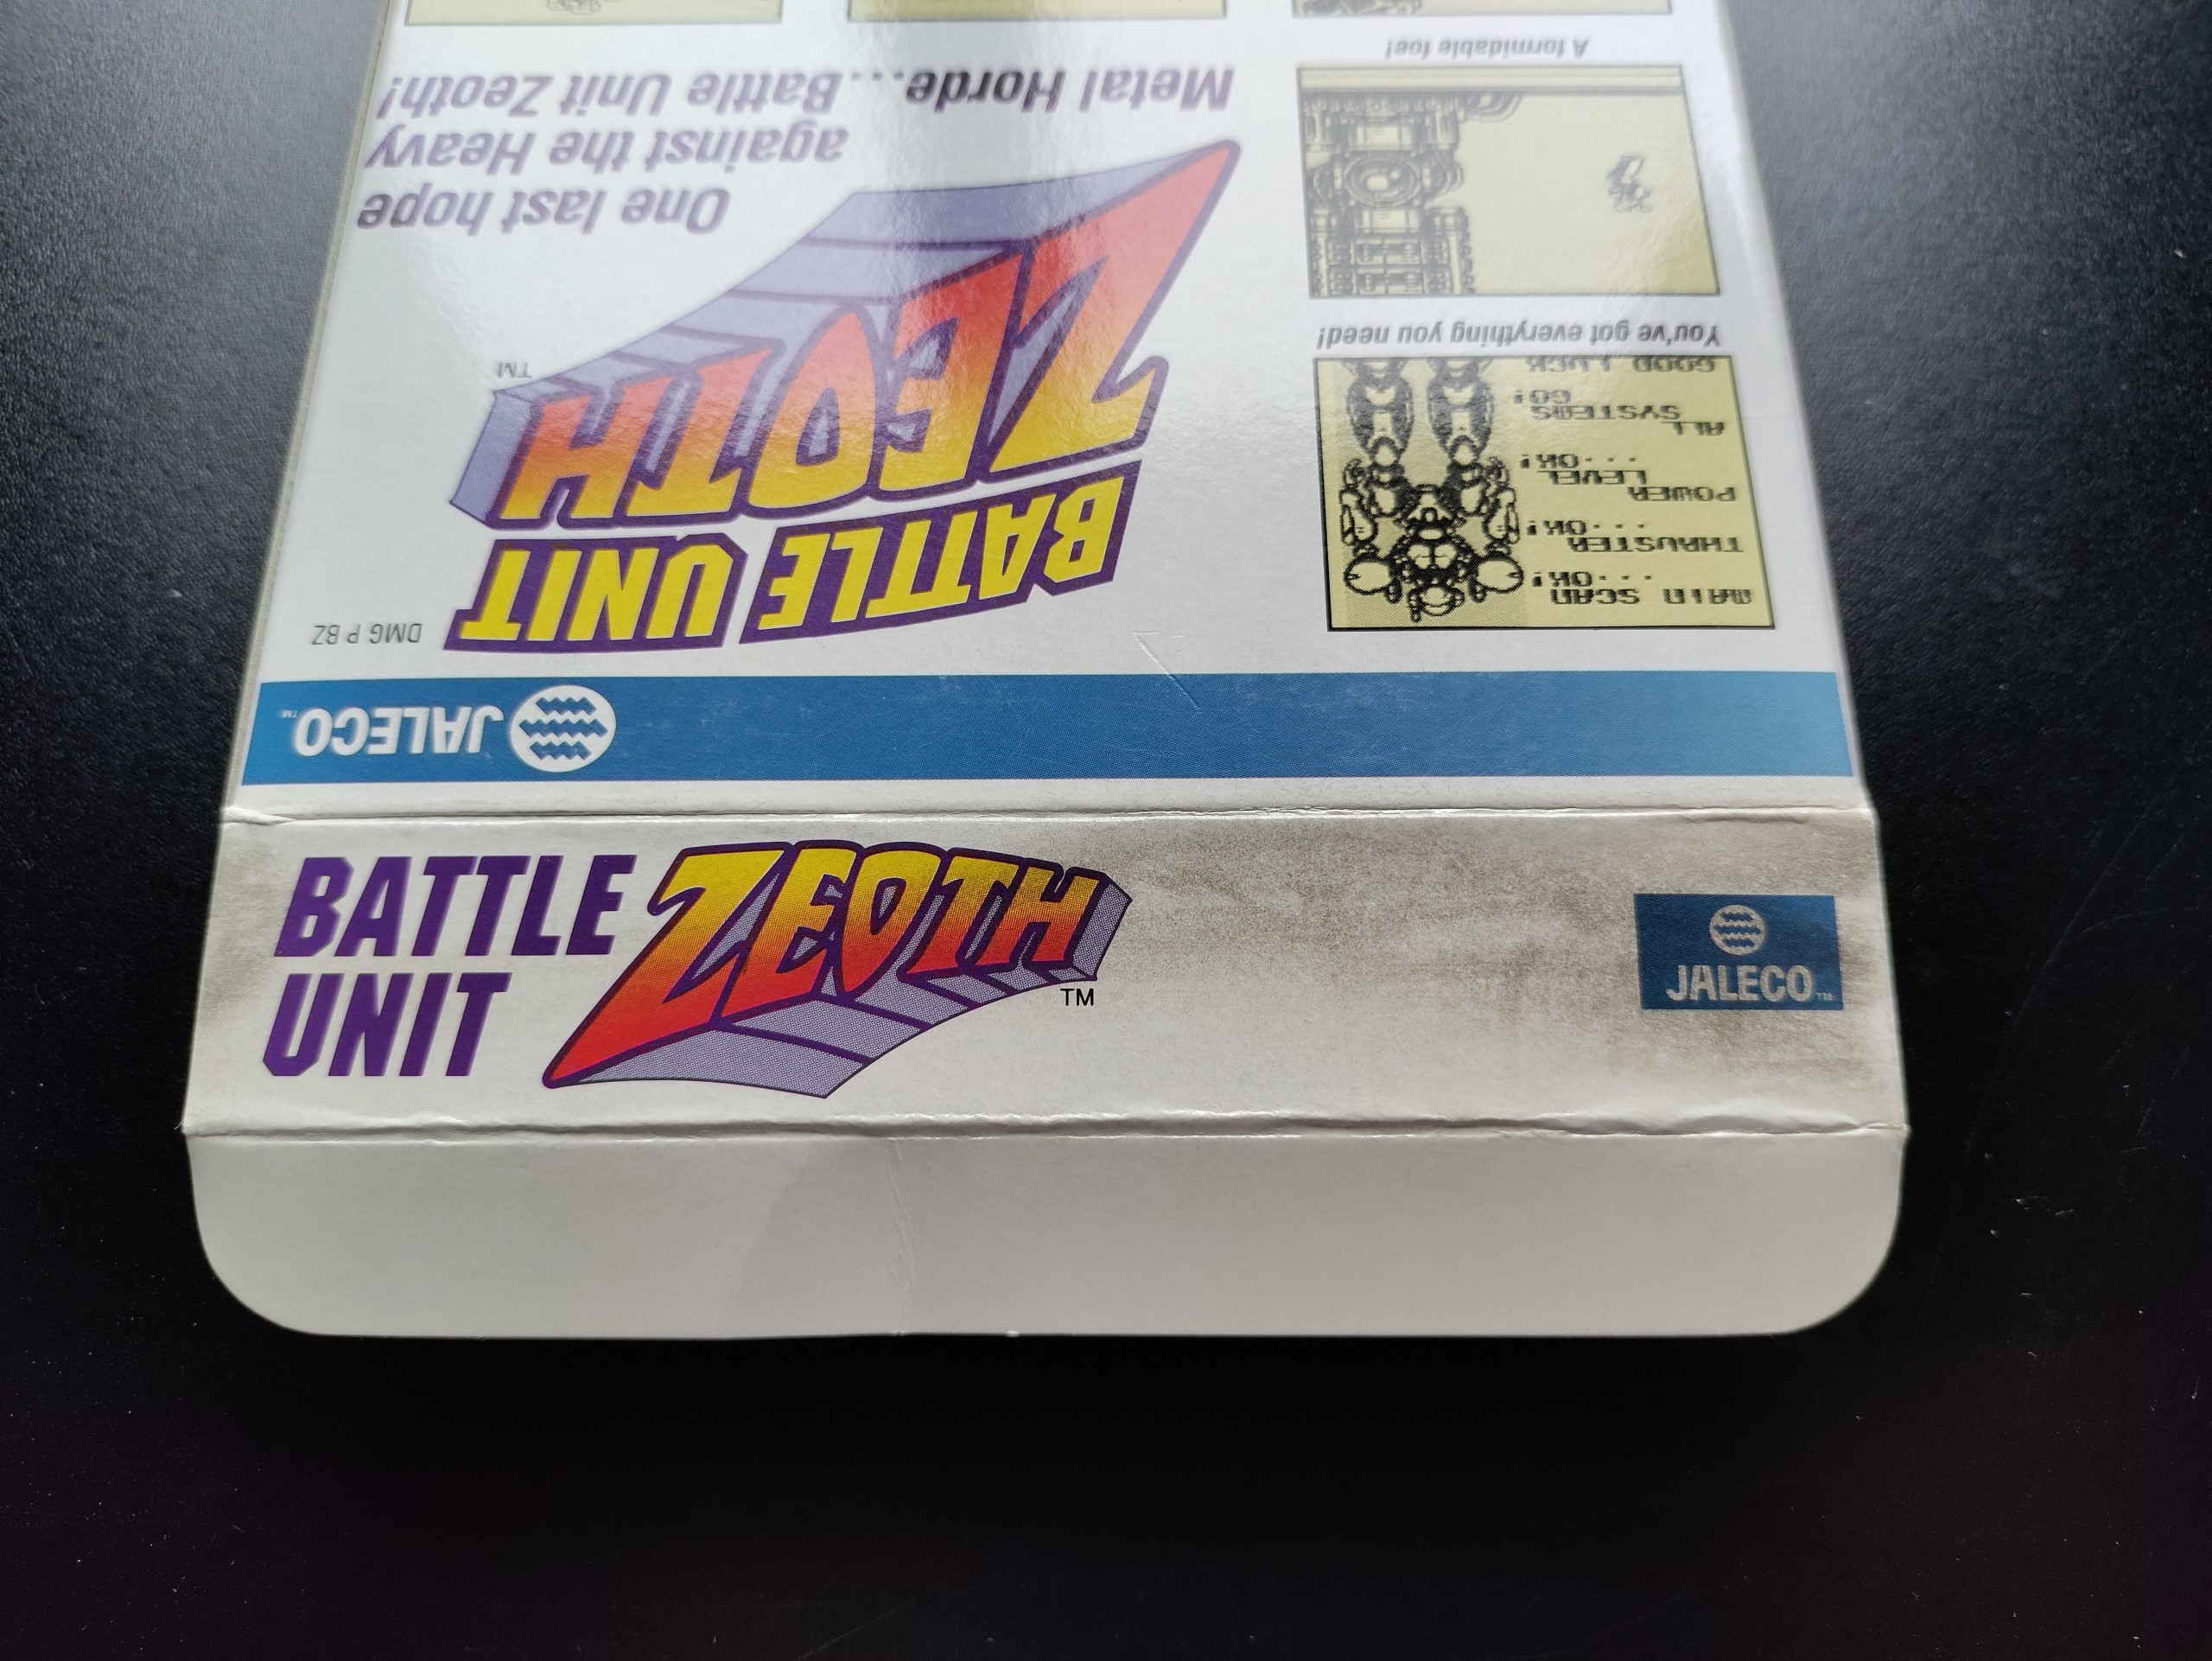 BATTLE
UNIT
ZEOTH
TM
JALECO TM
JALECO TM
DMG P BZ
BATTLE UNIT
ZEOTH
TM
One last hope
against the Heavy
Metal Horde...Battle Unit Zeoth!
MAIN SCAN
...OK!
THRUSTER
...OK!
POWER
LEVEL
...OK!
ALL
SYSTEMS
GO!
GOOD LUCK
You've got everything you need!
A formidable foe!